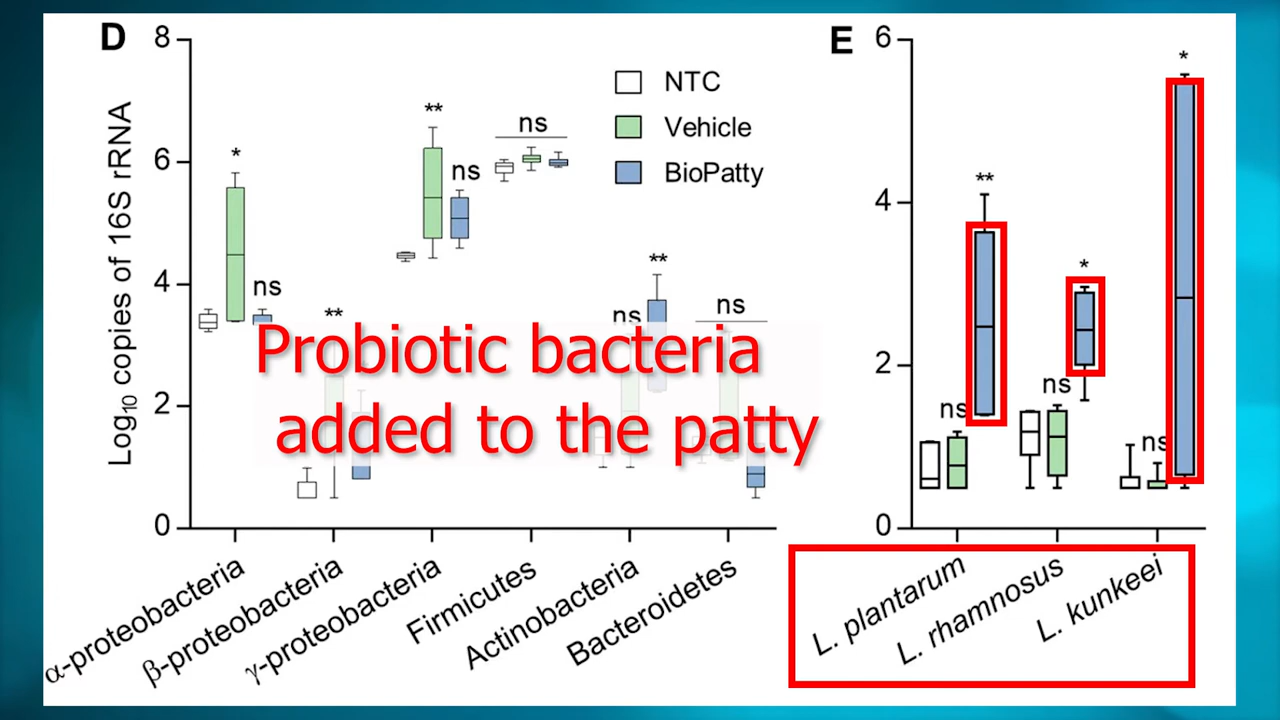 D
8
6
4
2
0
Log10 copies of 16S rRNA
NTC
Vehicle
BioPatty
*
ns
**
**
ns
ns
ns
**
ns
α-proteobacteria
β-proteobacteria
γ-proteobacteria
Firmicutes
Actinobacteria
Bacteroidetes
Probiotic bacteria
added to the patty
E
6
4
2
0
ns
**
ns
*
ns
*
L. plantarum
L. rhamnosus
L. kunkeei